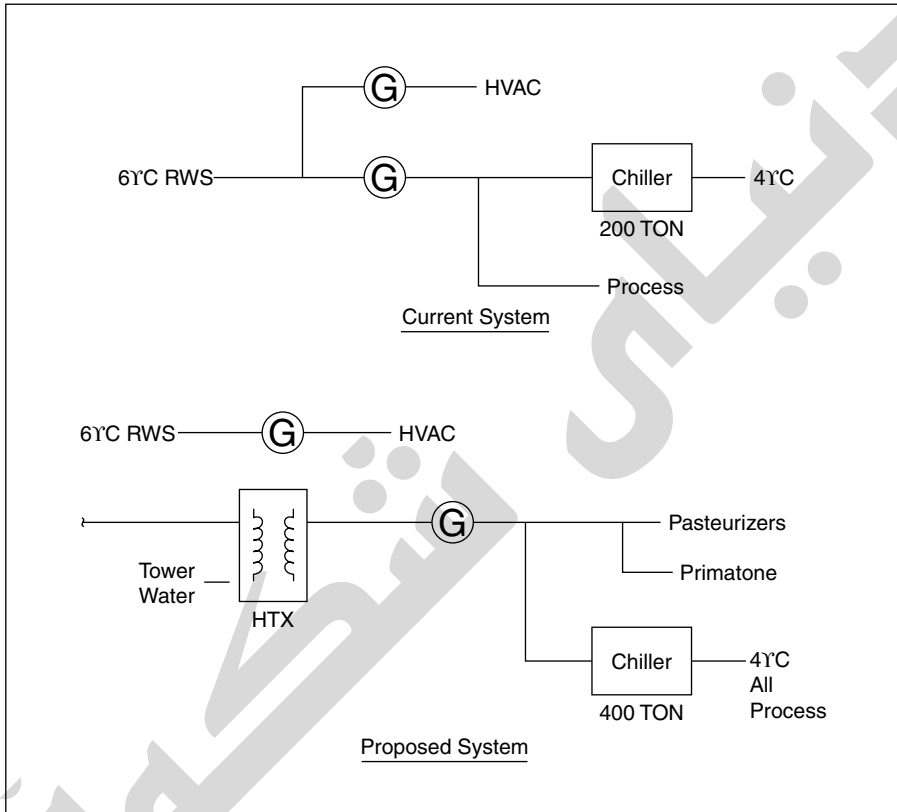 G HVAC
6ϒC RWS G Chiller 4ϒC
200 TON
Process
Current System
6ϒC RWS G HVAC
G Pasteurizers
Tower
Water
Primatone
HTX
Chiller 4ϒC
All
Process
400 TON
Proposed System